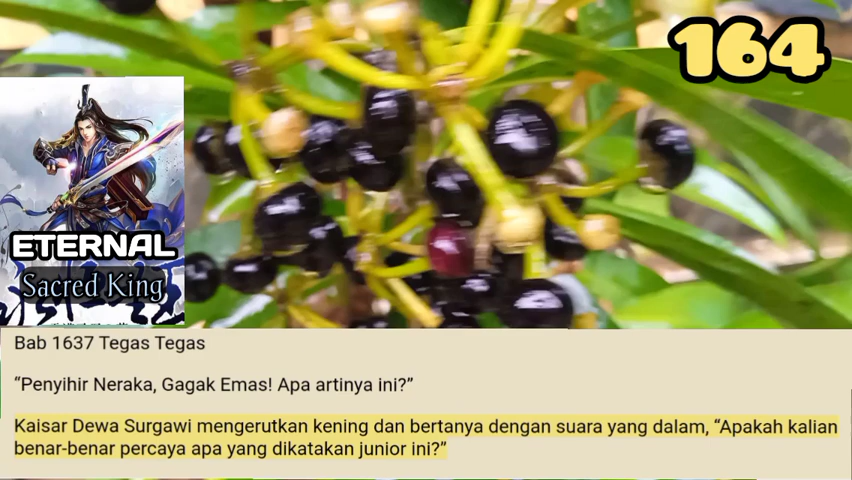 164
ETERNAL
Sacred King
Bab 1637 Tegas Tegas
“Penyihir Neraka, Gagak Emas! Apa artinya ini?”
Kaisar Dewa Surgawi mengerutkan kening dan bertanya dengan suara yang dalam, “Apakah kalian
benar-benar percaya apa yang dikatakan junior ini?”